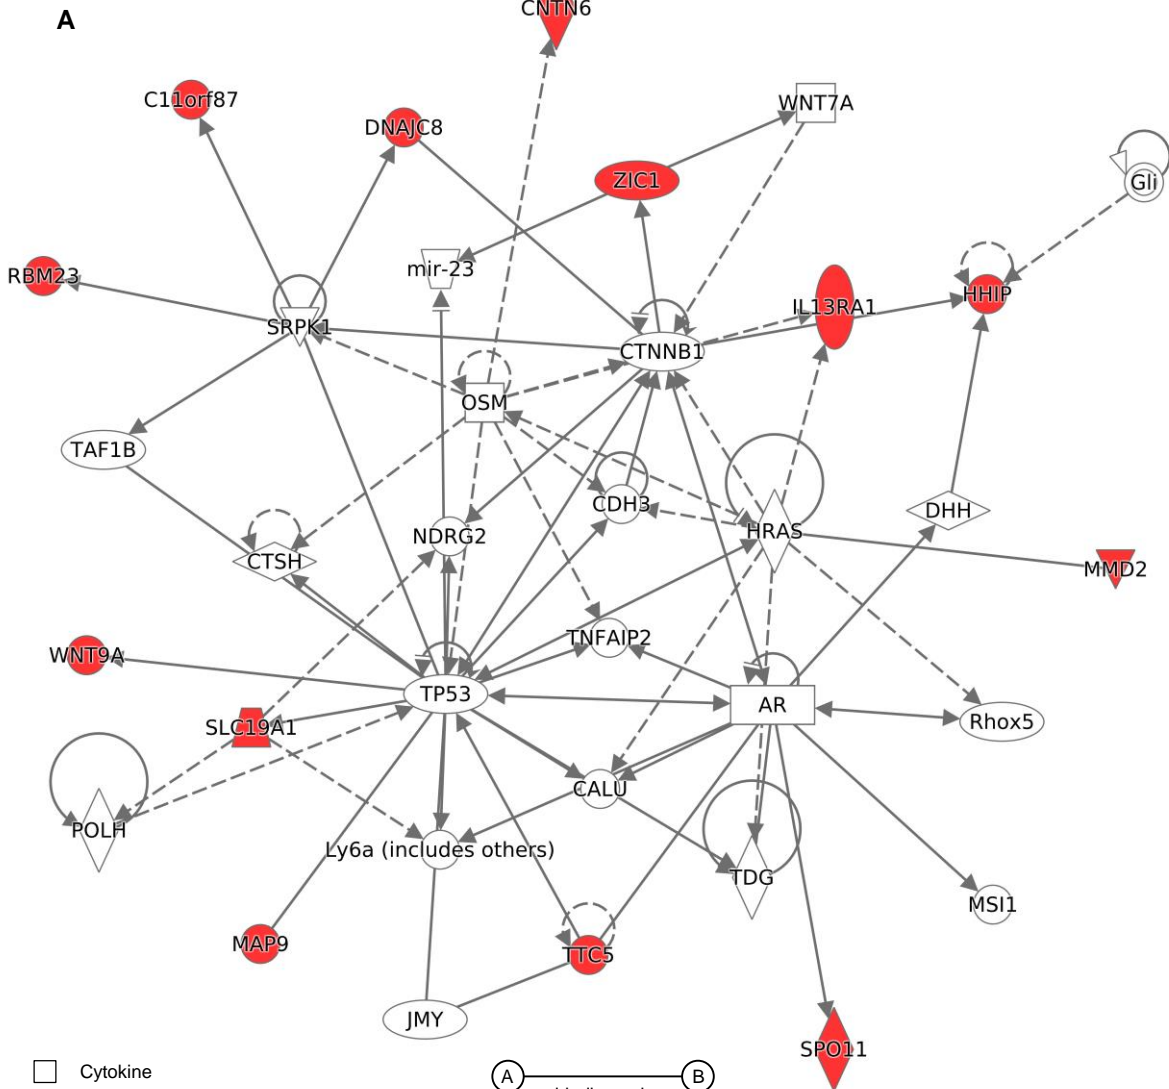 A
CNTN6
C11orf87
DNAJC8
WNT7A
ZIC1
Gli
RBM23
mir-23
IL13RA1
HHIP
SRPK1
CTNNB1
OSM
TAF1B
CDH3
DHH
NDRG2
HRAS
CTSH
MMD2
TNFAIP2
WNT9A
TP53
AR
Rhox5
SLC19A1
CALU
POLH
Ly6a (includes others)
TDG
MSI1
MAP9
TTC5
JMY
SPO11
Cytokine
A
B